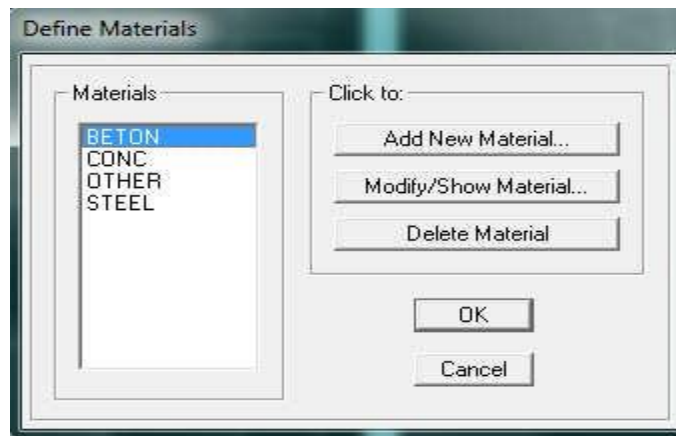 Define Materials
Materials
BETON
CONC
OTHER
STEEL
Click to:
Add New Material...
Modify/Show Material...
Delete Material
OK
Cancel